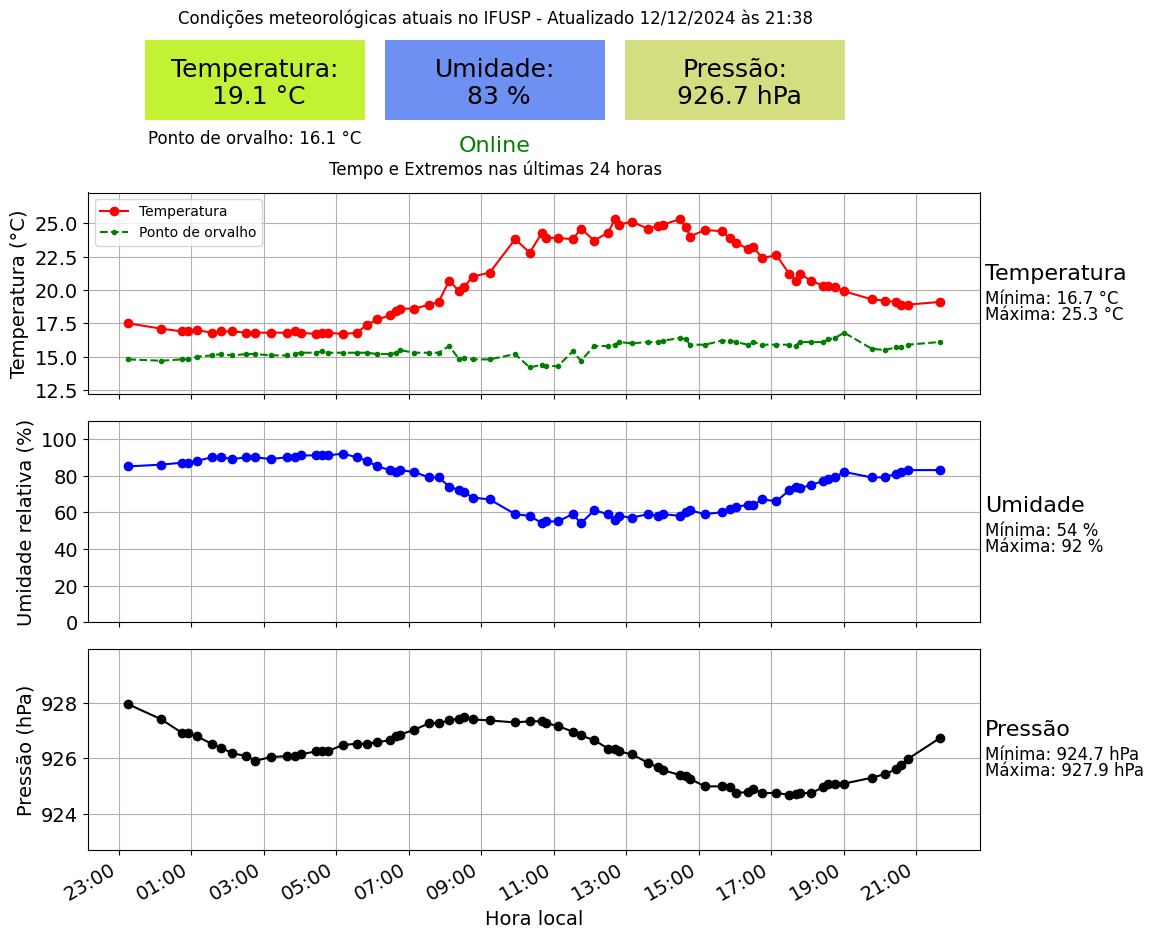 Condições meteorológicas atuais no IFUSP - Atualizado 12/12/2024 às 21:38
Temperatura:
19.1 °C
Umidade:
83 %
Pressão:
926.7 hPa
Ponto de orvalho: 16.1 °C
Online
Tempo e Extremos nas últimas 24 horas
Temperatura (°C)
25.0
22.5
20.0
17.5
15.0
12.5
Temperatura
Ponto de orvalho
Temperatura
Mínima: 16.7 °C
Máxima: 25.3 °C
Umidade relativa (%)
100
80
60
40
20
0
Umidade
Mínima: 54 %
Máxima: 92 %
Pressão (hPa)
928
926
924
Pressão
Mínima: 924.7 hPa
Máxima: 927.9 hPa
23:00 01:00 03:00 05:00 07:00 09:00 11:00 13:00 15:00 17:00 19:00 21:00
Hora local